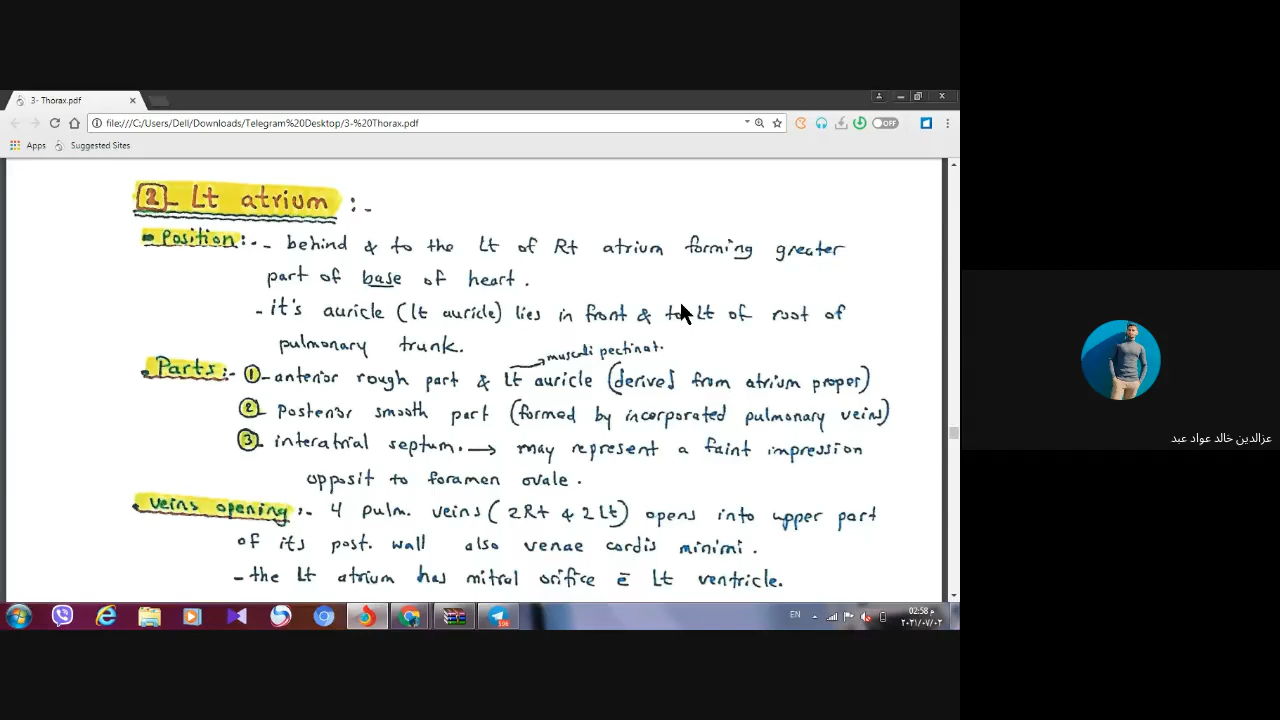 3- Thorax.pdf
file:///C:/Users/Dell/Downloads/Telegram%20Desktop/3-%20Thorax.pdf
OFF
Apps
Suggested Sites
2- Lt atrium :-
Position :- - behind & to the Lt of Rt atrium forming greater
part of base of heart.
- it's auricle (Lt auricle) lies in front & to Lt of root of
pulmonary trunk.
musculi pectinat.
Parts :- 1- anterior rough part & Lt auricle (derived from atrium proper)
2- Posterior smooth part (formed by incorporated pulmonary veins)
3- interatrial septum. → may represent a faint impression
opposit to foramen ovale.
veins opening :- 4 pulm. veins (2Rt & 2Lt) opens into upper part
of its post. wall also venae cordis minimi.
- the Lt atrium has mitral orifice ē Lt ventricle.
عزالدين خالد عواد عبد
EN
02:58 م
٢٠٢١/٠٧/٠٢